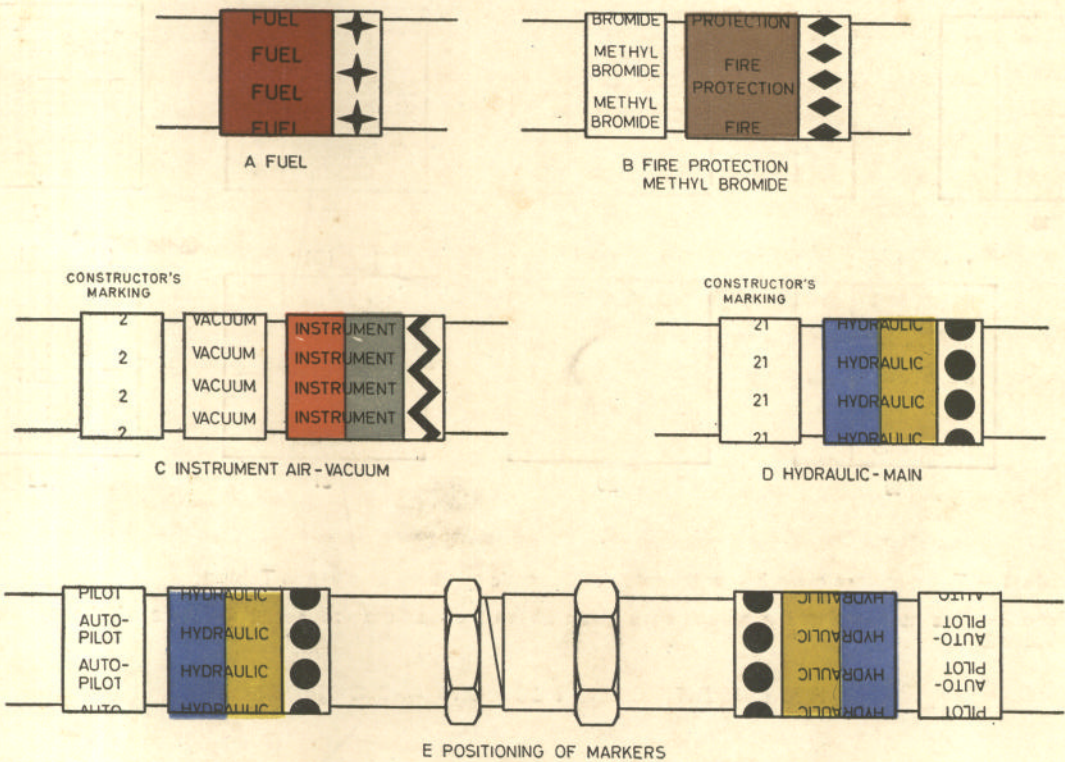 FUEL
FUEL
FUEL
FUEL
A FUEL
BROMIDE
METHYL
BROMIDE
METHYL
BROMIDE
PROTECTION
FIRE
PROTECTION
FIRE
B FIRE PROTECTION
METHYL BROMIDE
CONSTRUCTOR'S
MARKING
2
2
2
2
VACUUM
VACUUM
VACUUM
VACUUM
INSTRUMENT
INSTRUMENT
INSTRUMENT
INSTRUMENT
C INSTRUMENT AIR-VACUUM
CONSTRUCTOR'S
MARKING
21
21
21
21
HYDRAULIC
HYDRAULIC
HYDRAULIC
HYDRAULIC
D HYDRAULIC-MAIN
PILOT
AUTO-
PILOT
AUTO-
PILOT
AUTO
HYDRAULIC
HYDRAULIC
HYDRAULIC
HYDRAULIC
HYDRAULIC
HYDRAULIC
HYDRAULIC
HYDRAULIC
PILOT
AUTO-
PILOT
AUTO-
PILOT
AUTO
E POSITIONING OF MARKERS